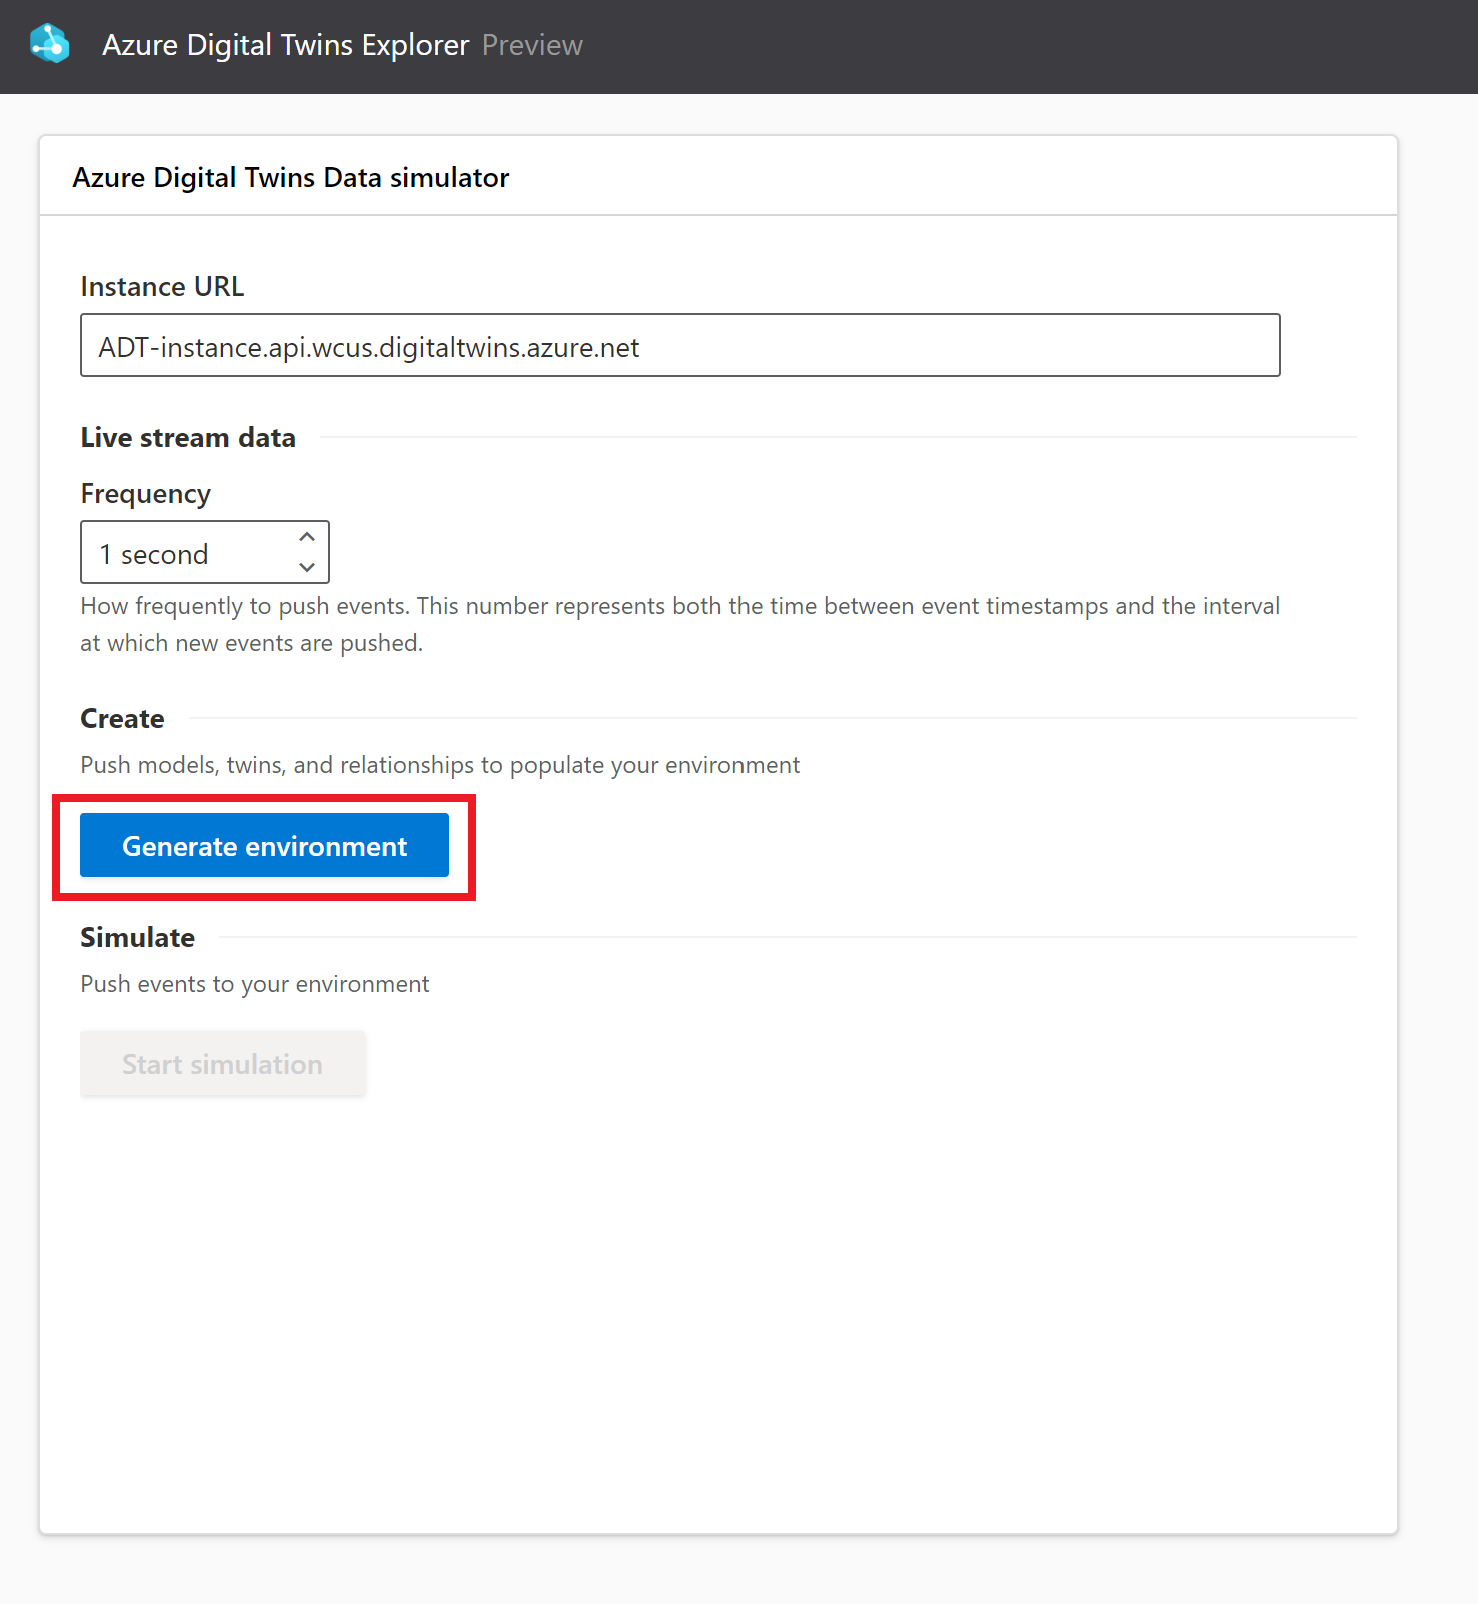 Azure Digital Twins Explorer Preview
Azure Digital Twins Data simulator
Instance URL
ADT-instance.api.wcus.digitaltwins.azure.net
Live stream data
Frequency
1 second
How frequently to push events. This number represents both the time between event timestamps and the interval
at which new events are pushed.
Create
Push models, twins, and relationships to populate your environment
Generate environment
Simulate
Push events to your environment
Start simulation